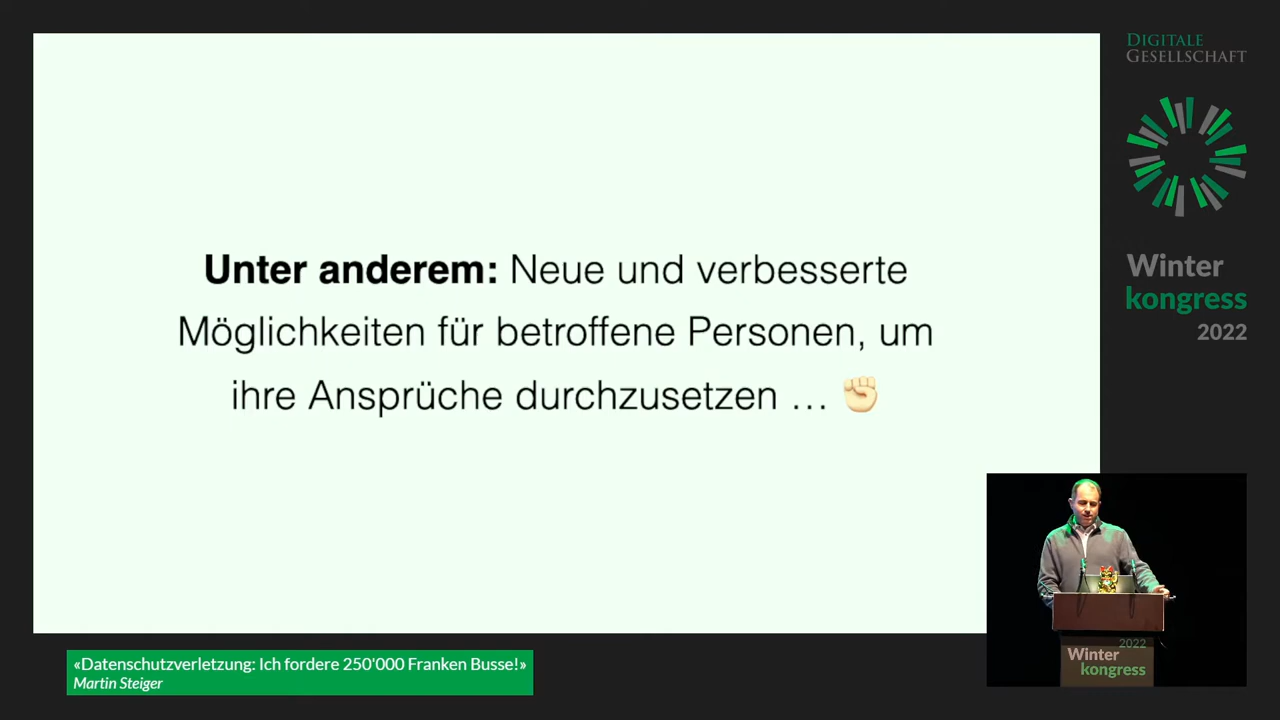 Unter anderem: Neue und verbesserte
Möglichkeiten für betroffene Personen, um
ihre Ansprüche durchzusetzen … ✊🏼
DIGITALE
GESELLSCHAFT
Winter
kongress
2022
2022
Winter
kongress
«Datenschutzverletzung: Ich fordere 250'000 Franken Busse!»
Martin Steiger